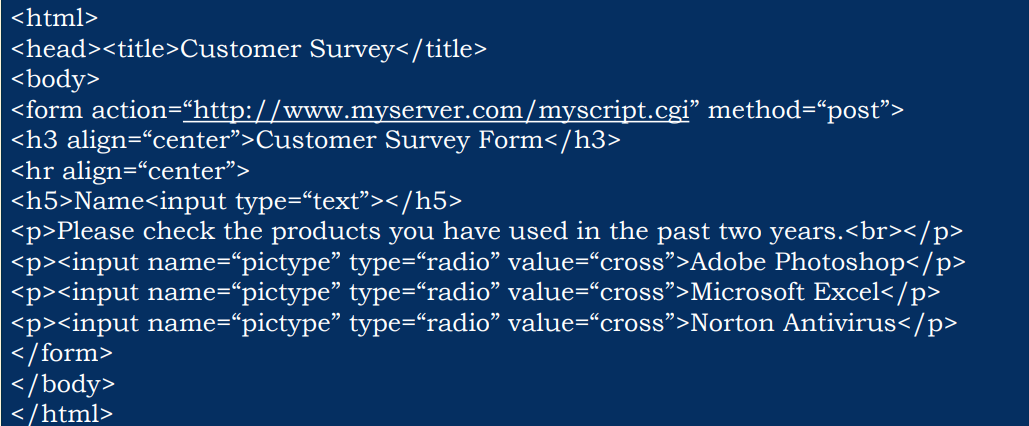 <html>
<head><title>Customer Survey</title>
<body>
<form action=“http://www.myserver.com/myscript.cgi” method=“post”>
<h3 align=“center”>Customer Survey Form</h3>
<hr align=“center”>
<h5>Name<input type=“text”></h5>
<p>Please check the products you have used in the past two years.<br></p>
<p><input name=“pictype” type=“radio” value=“cross”>Adobe Photoshop</p>
<p><input name=“pictype” type=“radio” value=“cross”>Microsoft Excel</p>
<p><input name=“pictype” type=“radio” value=“cross”>Norton Antivirus</p>
</form>
</body>
</html>